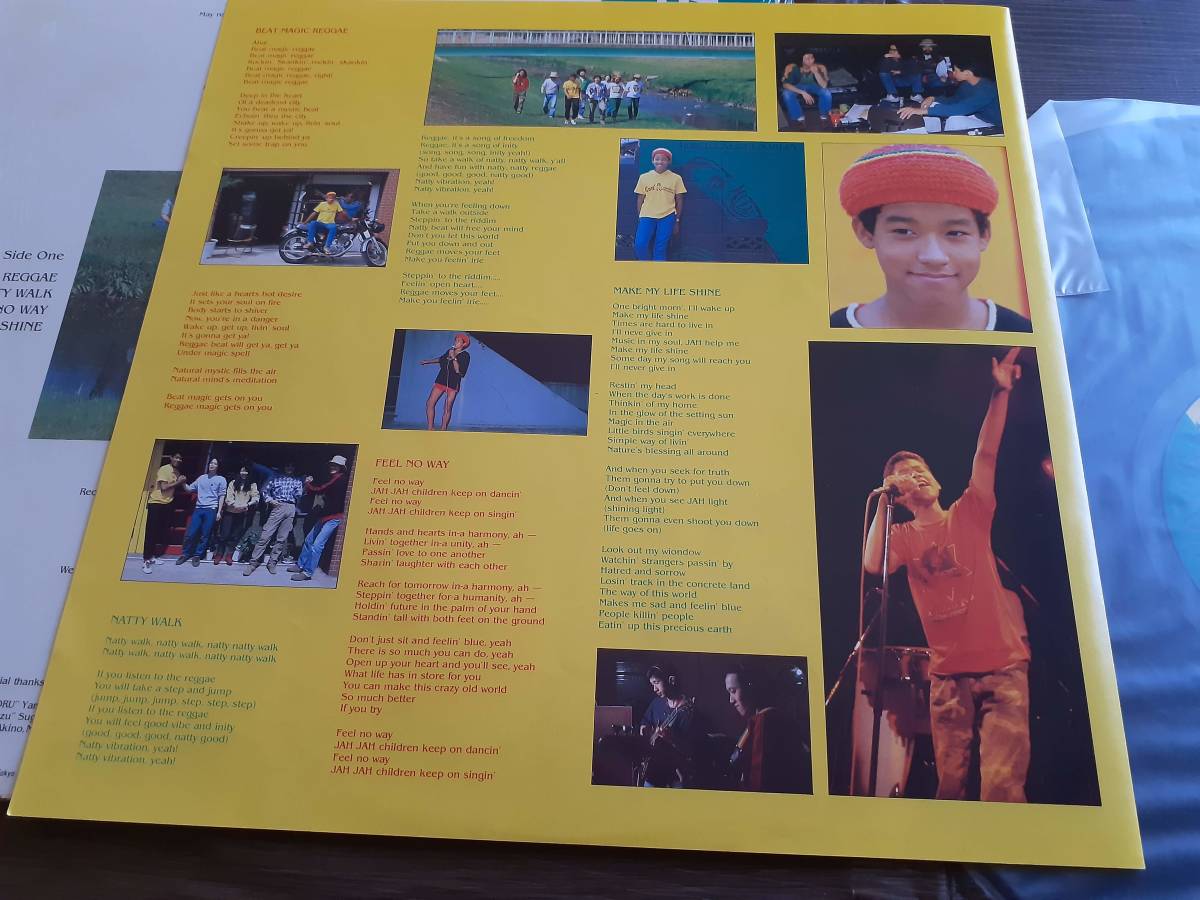 May re
Side One
REGGAE
TY WALK
NO WAY
SHINE
Rec
We
ial thanks
ORU" Yam
zu" Sug
Akino, M
Tokyo
BEAT MAGIC REGGAE
Ahh!
Beat magic reggae
Beat magic reggae
Rockin' Skankin' rockin' skankin'
Beat magic reggae
Beat magic reggae, right!
Beat magic reggae
Deep in the heart
Of a deadend city
You hear a mystic beat
Echoin' thru the city
Shake up, wake up, livin' soul
It's gonna get ya!
Creepin' up behind ya
Set some trap on you
Just like a hearts hot desire
It sets your soul on fire
Body starts to shiver
Now, you're in a danger
Wake up, get up, livin' soul
It's gonna get ya!
Reggae beat will get ya, get ya
Under magic spell
Natural mystic fills the air
Natural mind's meditation
Beat magic gets on you
Reggae magic gets on you
NATTY WALK
Natty walk, natty walk, natty natty walk
Natty walk, natty walk, natty natty walk
If you listen to the reggae
You will take a step and jump
(jump, jump, jump, step, step, step)
If you listen to the reggae
You will feel good vibe and inity
(good, good, good, natty good)
Natty vibration, yeah!
Natty vibration, yeah!
Reggae, it's a song of freedom
Reggae, it's a song of inity
(song, song, song, inity yeah!)
So take a walk of natty, natty walk, y'all
And have fun with natty, natty reggae
(good, good, good, natty good)
Natty vibration, yeah!
Natty vibration, yeah!
When you're feeling down
Take a walk outside
Steppin' to the riddim
Natty beat will free your mind
Don't you let this world
Put you down and out
Reggae moves your feet
Make you feelin' irie
Steppin' to the riddim....
Feelin' open heart....
Reggae moves your feet....
Make you feelin' irie....
FEEL NO WAY
Feel no way
JAH JAH children keep on dancin'
Feel no way
JAH JAH children keep on singin'
Hands and hearts in-a harmony, ah —
Livin' together in-a unity, ah —
Passin' love to one another
Sharin' laughter with each other
Reach for tomorrow in-a harmony, ah —
Steppin' together for-a humanity, ah —
Holdin' future in the palm of your hand
Standin' tall with both feet on the ground
Don't just sit and feelin' blue, yeah
There is so much you can do, yeah
Open up your heart and you'll see, yeah
What life has in store for you
You can make this crazy old world
So much better
If you try
Feel no way
JAH JAH children keep on dancin'
Feel no way
JAH JAH children keep on singin'
MAKE MY LIFE SHINE
One bright morn', I'll wake up
Make my life shine
Times are hard to live in
I'll neve give in
Music in my soul, JAH help me
Make my life shine
Some day my song will reach you
I'll never give in
Restin' my head
When the day's work is done
Thinkin' of my home
In the glow of the setting sun
Magic in the air
Little birds singin' everywhere
Simple way of livin'
Nature's blessing all around
And when you seek for truth
Them gonna try to put you down
(Don't feel down)
And when you see JAH light
(shining light)
Them gonna even shoot you down
(life goes on)
Look out my wiondow
Watchin' strangers passin' by
Hatred and sorrow
Losin' track in the concrete land
The way of this world
Makes me sad and feelin' blue
People killin' people
Eatin' up this precious earth